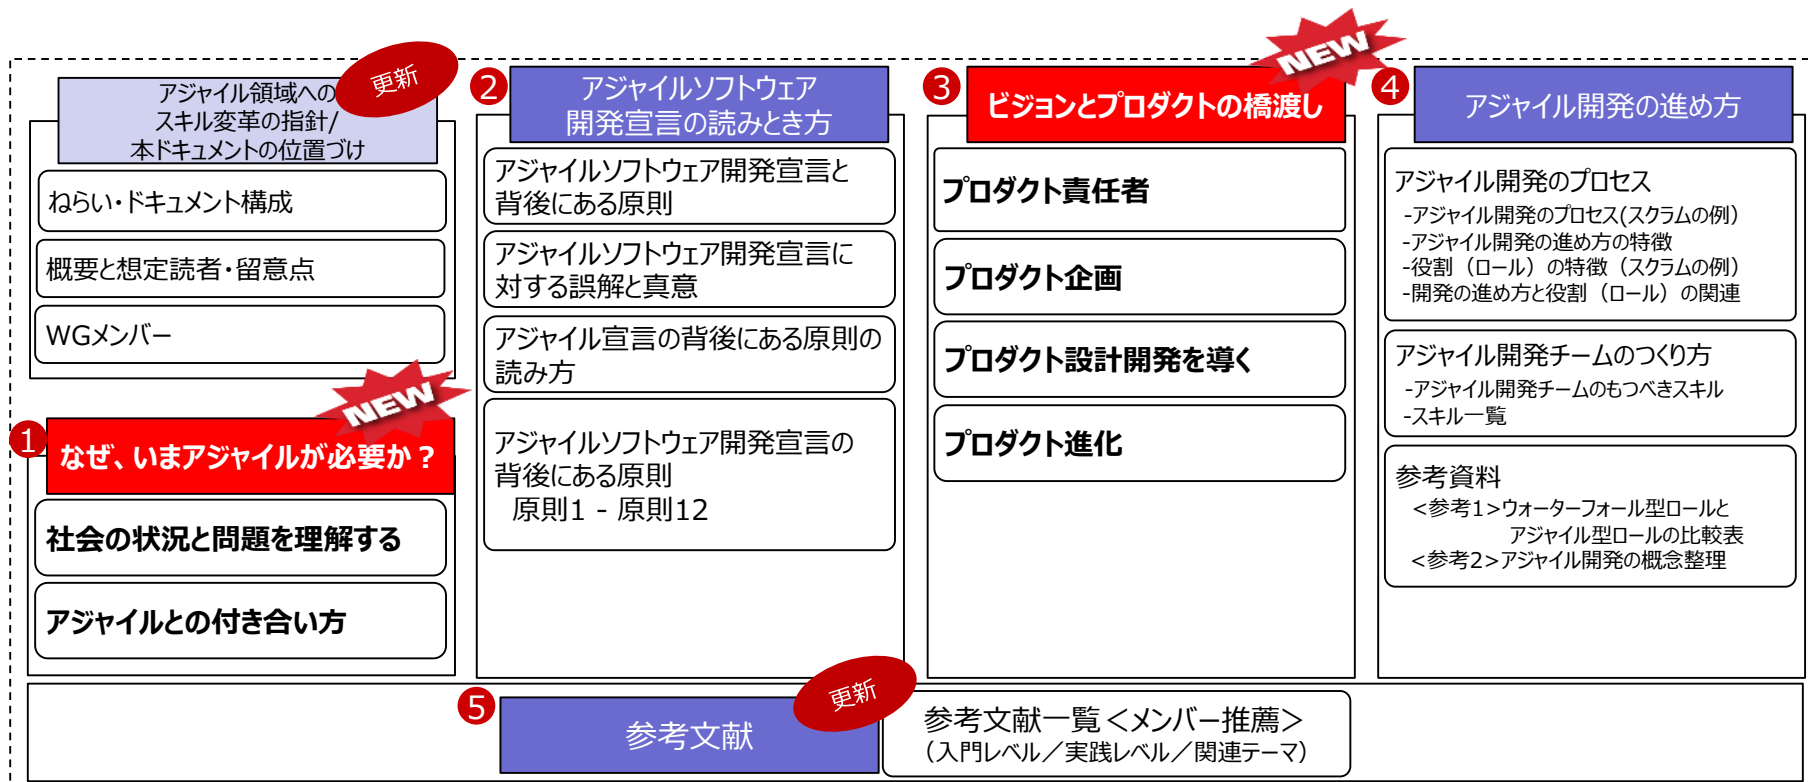 アジャイル領域への
スキル変革の指針/
本ドキュメントの位置づけ
更新
ねらい・ドキュメント構成
概要と想定読者・留意点
WGメンバー
NEW
1
なぜ、いまアジャイルが必要か？
社会の状況と問題を理解する
アジャイルとの付き合い方
2
アジャイルソフトウェア
開発宣言の読みとき方
アジャイルソフトウェア開発宣言と
背後にある原則
アジャイルソフトウェア開発宣言に
対する誤解と真意
アジャイル宣言の背後にある原則の
読み方
アジャイルソフトウェア開発宣言の
背後にある原則
原則1 - 原則12
NEW
3
ビジョンとプロダクトの橋渡し
プロダクト責任者
プロダクト企画
プロダクト設計開発を導く
プロダクト進化
4
アジャイル開発の進め方
アジャイル開発のプロセス
-アジャイル開発のプロセス(スクラムの例）
-アジャイル開発の進め方の特徴
-役割（ロール）の特徴（スクラムの例）
-開発の進め方と役割（ロール）の関連
アジャイル開発チームのつくり方
-アジャイル開発チームのもつべきスキル
-スキル一覧
参考資料
<参考1>ウォーターフォール型ロールと
アジャイル型ロールの比較表
<参考2>アジャイル開発の概念整理
5
参考文献
更新
参考文献一覧＜メンバー推薦＞
（入門レベル／実践レベル／関連テーマ）